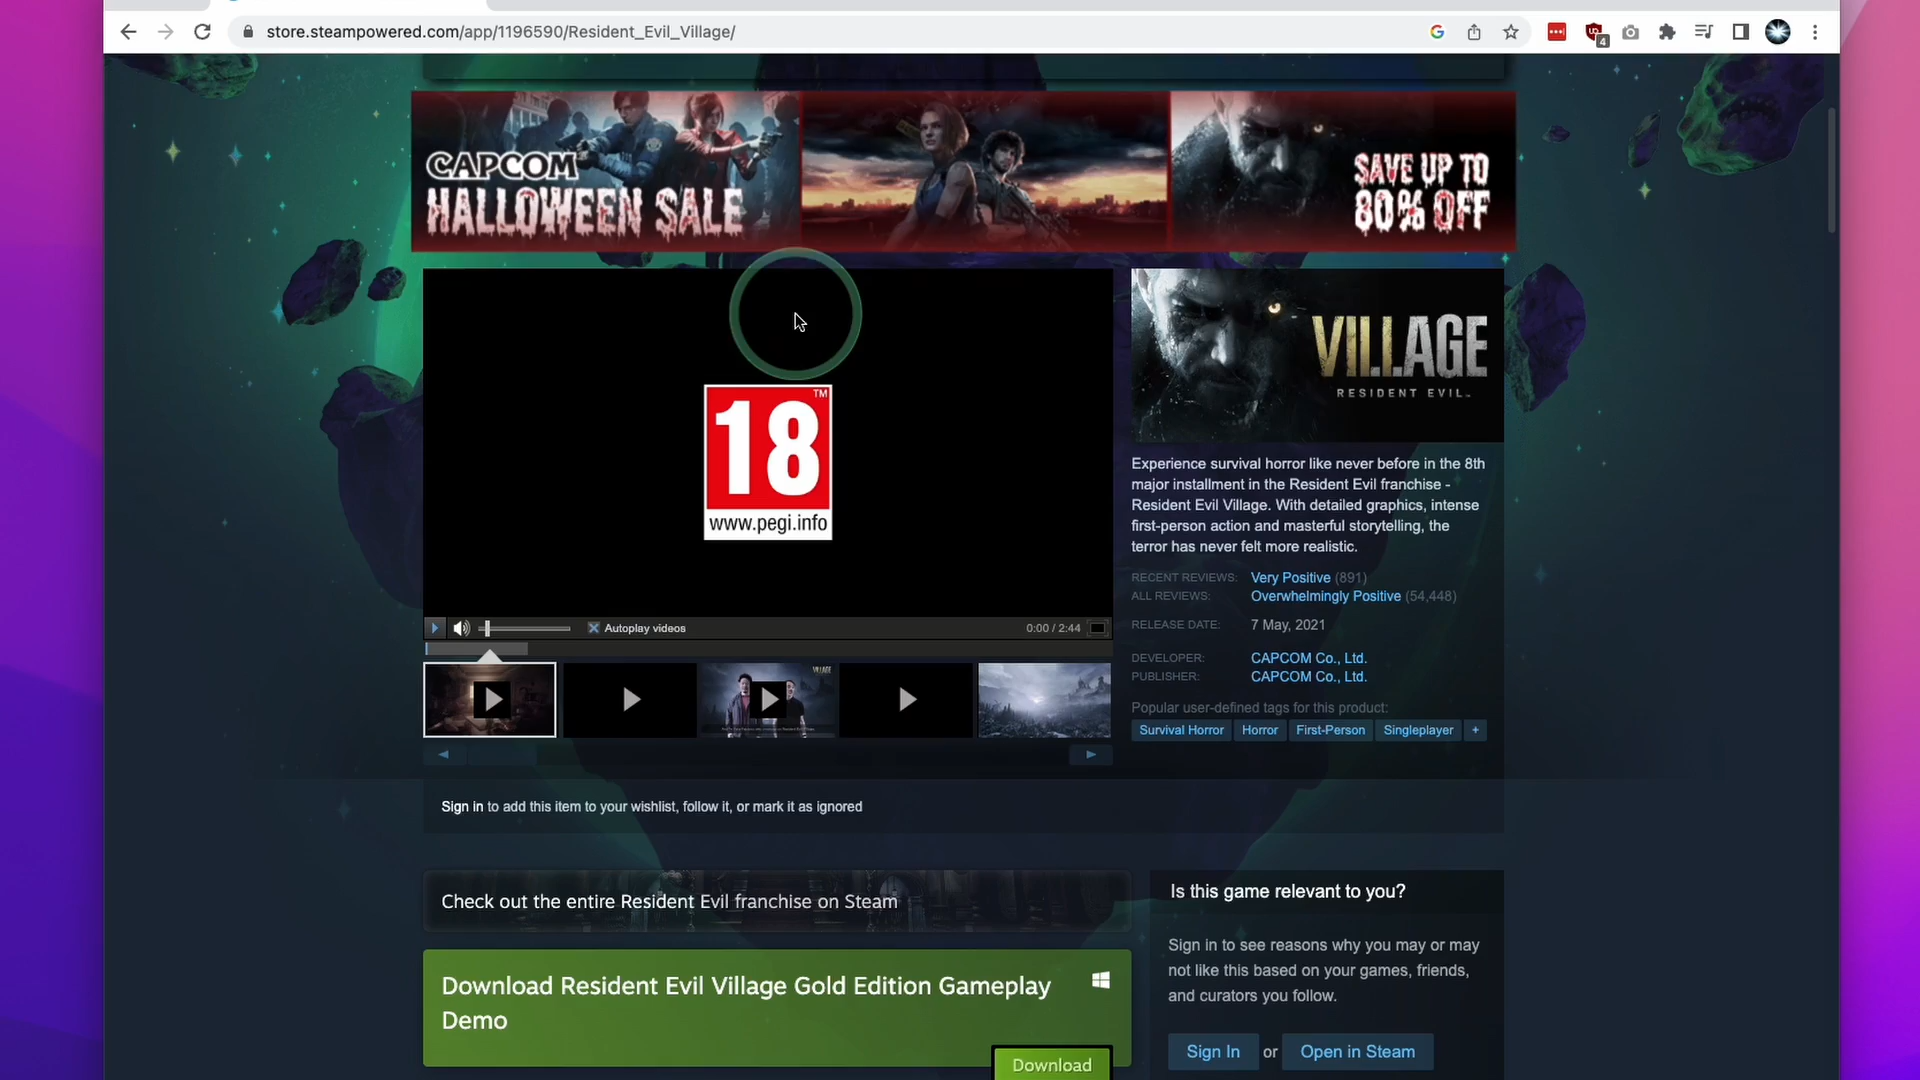 store.steampowered.com/app/1196590/Resident_Evil_Village/
4
CAPCOM
HALLOWEEN SALE
SAVE UP TO
80% OFF
18
TM
www.pegi.info
VILLAGE
RESIDENT EVIL™
Experience survival horror like never before in the 8th
major installment in the Resident Evil franchise -
Resident Evil Village. With detailed graphics, intense
first-person action and masterful storytelling, the
terror has never felt more realistic.
RECENT REVIEWS: Very Positive (891)
ALL REVIEWS: Overwhelmingly Positive (54,448)
RELEASE DATE: 7 May, 2021
DEVELOPER: CAPCOM Co., Ltd.
PUBLISHER: CAPCOM Co., Ltd.
Popular user-defined tags for this product:
Survival Horror Horror First-Person Singleplayer +
Autoplay videos 0:00 / 2:44
VILLAGE
Sign in to add this item to your wishlist, follow it, or mark it as ignored
Check out the entire Resident Evil franchise on Steam
Download Resident Evil Village Gold Edition Gameplay
Demo
Download
Is this game relevant to you?
Sign in to see reasons why you may or may
not like this based on your games, friends,
and curators you follow.
Sign In or Open in Steam